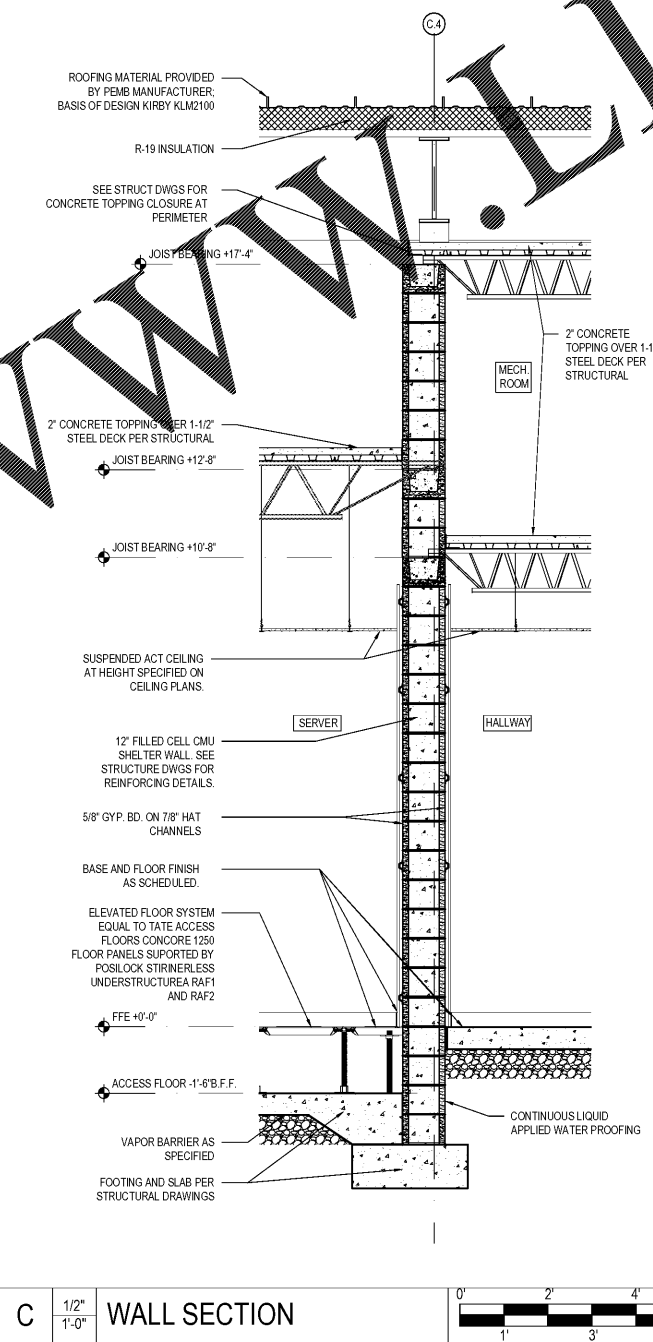 C.4
ROOFING MATERIAL PROVIDED
BY PEMB MANUFACTURER;
BASIS OF DESIGN KIRBY KLM2100
R-19 INSULATION
SEE STRUCT DWGS FOR
CONCRETE TOPPING CLOSURE AT
PERIMETER
JOIST BEARING +17'-4"
2" CONCRETE
TOPPING OVER 1-1
STEEL DECK PER
STRUCTURAL
MECH.
ROOM
2" CONCRETE TOPPING OVER 1-1/2"
STEEL DECK PER STRUCTURAL
JOIST BEARING +12'-8"
JOIST BEARING +10'-8"
SUSPENDED ACT CEILING
AT HEIGHT SPECIFIED ON
CEILING PLANS.
SERVER
HALLWAY
12" FILLED CELL CMU
SHELTER WALL. SEE
STRUCTURE DWGS FOR
REINFORCING DETAILS.
5/8" GYP. BD. ON 7/8" HAT
CHANNELS
BASE AND FLOOR FINISH
AS SCHEDULED.
ELEVATED FLOOR SYSTEM
EQUAL TO TATE ACCESS
FLOORS CONCORE 1250
FLOOR PANELS SUPORTED BY
POSILOCK STIRINERLESS
UNDERSTRUCTUREA RAF1
AND RAF2
FFE +0'-0"
ACCESS FLOOR -1'-6"B.F.F.
CONTINUOUS LIQUID
APPLIED WATER PROOFING
VAPOR BARRIER AS
SPECIFIED
FOOTING AND SLAB PER
STRUCTURAL DRAWINGS
C
1/2"
1'-0"
WALL SECTION
0' 2' 4'
1' 3'
WWW.LI